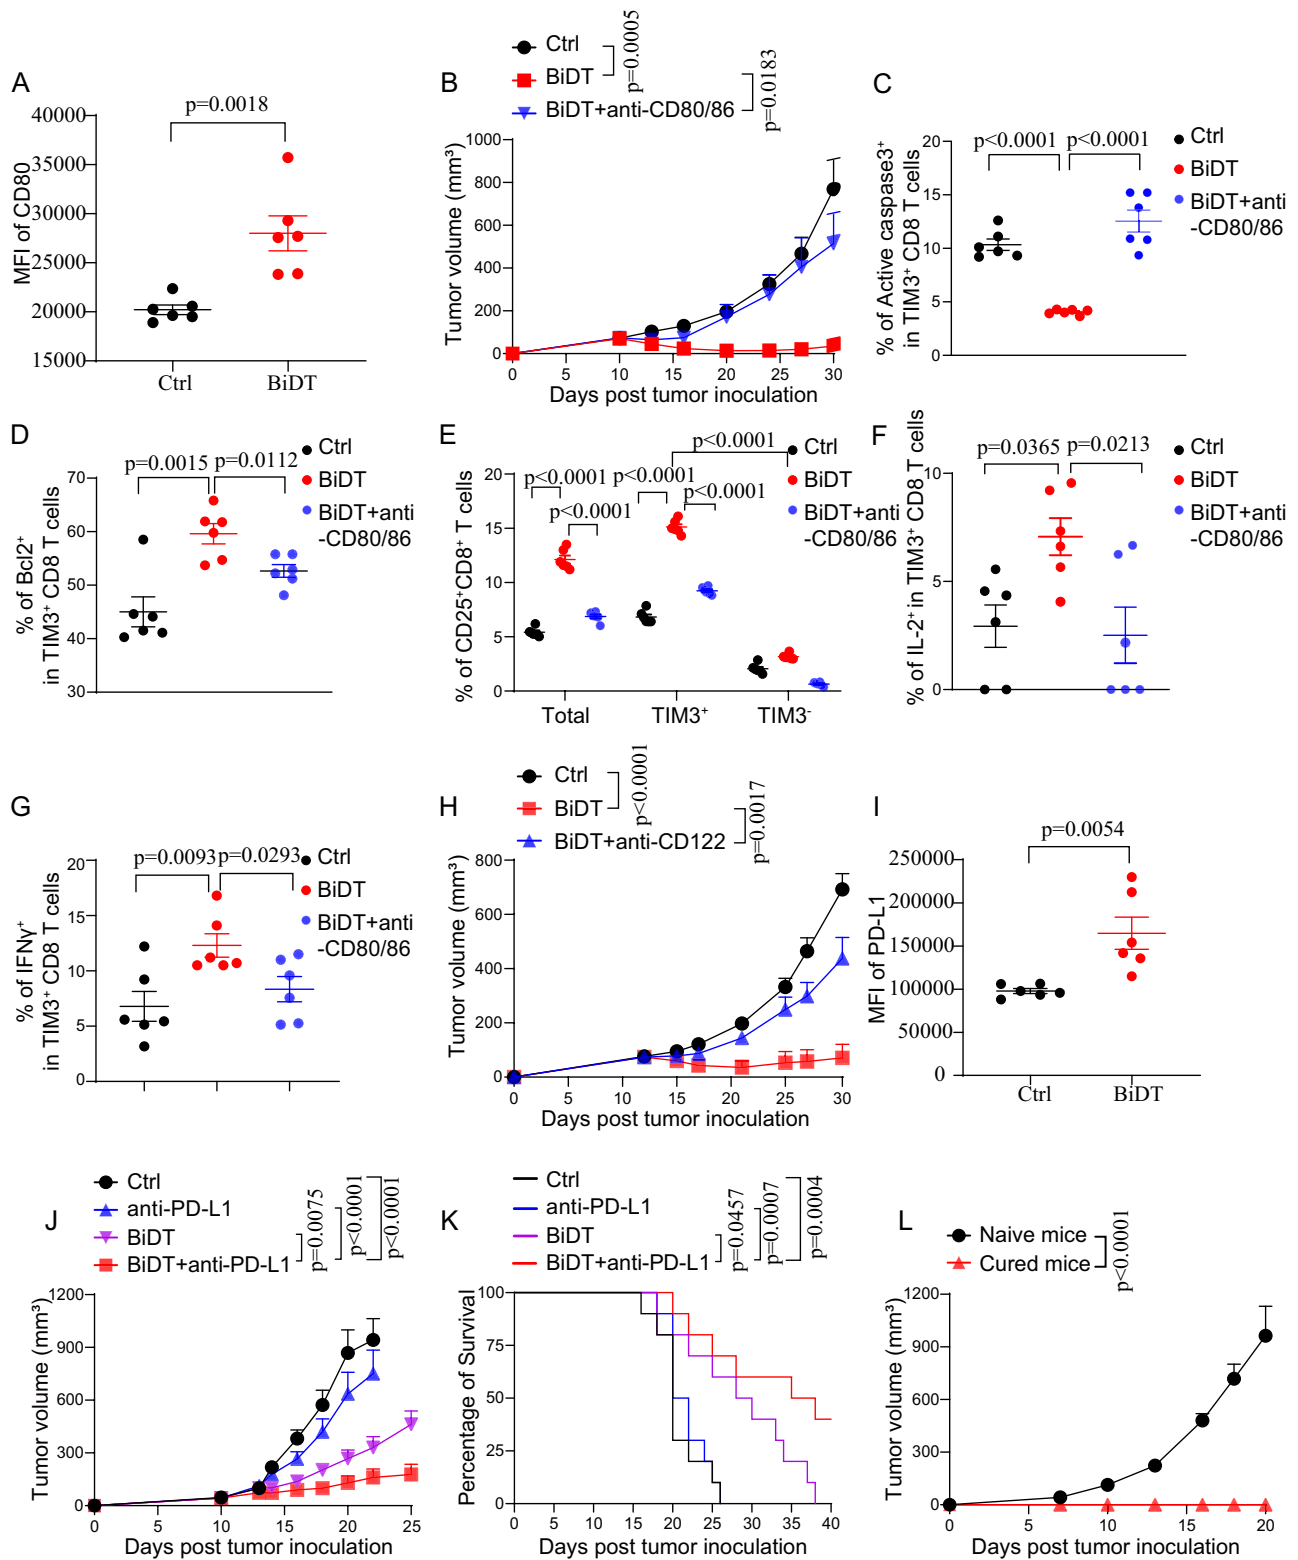 A
p=0.0018
MFI of CD80
40000
35000
30000
25000
20000
15000
Ctrl
BiDT
B
Ctrl
BiDT
BiDT+anti-CD80/86
p=0.0005
p=0.0183
Tumor volume (mm³)
1000
800
600
400
200
0
0 5 10 15 20 25 30
Days post tumor inoculation
C
p<0.0001 p<0.0001
Ctrl
BiDT
BiDT+anti
-CD80/86
% of Active caspase3⁺
in TIM3⁺ CD8 T cells
20
15
10
5
0
D
p=0.0015 p=0.0112
Ctrl
BiDT
BiDT+anti
-CD80/86
% of Bcl2⁺
in TIM3⁺ CD8 T cells
70
60
50
40
30
E
p<0.0001
p<0.0001 p<0.0001
p<0.0001
p<0.0001
Ctrl
BiDT
BiDT+anti
-CD80/86
% of CD25⁺CD8⁺ T cells
20
15
10
5
0
Total
TIM3⁺
TIM3⁻
F
p=0.0365 p=0.0213
Ctrl
BiDT
BiDT+anti
-CD80/86
% of IL-2⁺ in TIM3⁺ CD8 T cells
10
5
0
G
p=0.0093 p=0.0293
Ctrl
BiDT
BiDT+anti
-CD80/86
% of IFNγ⁺
in TIM3⁺ CD8 T cells
20
15
10
5
0
H
Ctrl
BiDT
BiDT+anti-CD122
p<0.0001
p=0.0017
Tumor volume (mm³)
800
600
400
200
0
0 5 10 15 20 25 30
Days post tumor inoculation
I
p=0.0054
MFI of PD-L1
250000
200000
150000
100000
50000
0
Ctrl
BiDT
J
Ctrl
anti-PD-L1
BiDT
BiDT+anti-PD-L1
p=0.0075
p<0.0001
p<0.0001
Tumor volume (mm³)
1200
900
600
300
0
0 5 10 15 20 25
Days post tumor inoculation
K
Ctrl
anti-PD-L1
BiDT
BiDT+anti-PD-L1
p=0.0457
p=0.0007
p=0.0004
Percentage of Survival
100
75
50
25
0
0 5 10 15 20 25 30 35 40
Days post tumor inoculation
L
Naive mice
Cured mice
p<0.0001
Tumor volume (mm³)
1200
900
600
300
0
0 5 10 15 20
Days post tumor inoculation